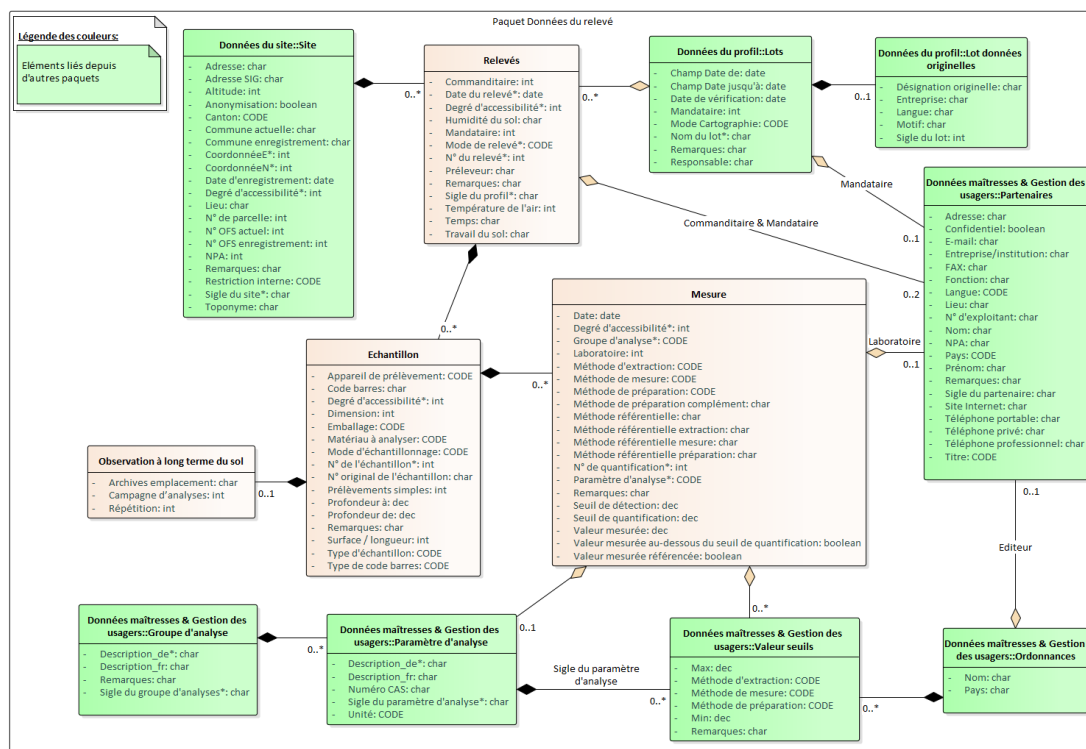 Paquet Données du relevé
Légende des couleurs:
Eléments liés depuis
d'autres paquets
Données du site::Site
- Adresse: char
- Adresse SIG: char
- Altitude: int
- Anonymisation: boolean
- Canton: CODE
- Commune actuelle: char
- Commune enregistrement: char
- CoordonnéeE*: int
- CoordonnéeN*: int
- Date d'enregistrement: date
- Degré d'accessibilité*: int
- Lieu: char
- N° de parcelle: int
- N° OFS actuel: int
- N° OFS enregistrement: int
- NPA: int
- Remarques: char
- Restriction interne: CODE
- Sigle du site*: char
- Toponyme: char
0..*
Relevés
- Commanditaire: int
- Date du relevé*: date
- Degré d'accessibilité*: int
- Humidité du sol: char
- Mandataire: int
- Mode de relevé*: CODE
- N° du relevé*: int
- Préleveur: char
- Remarques: char
- Sigle du profil*: char
- Température de l'air: int
- Temps: char
- Travail du sol: char
0..*
Données du profil::Lots
- Champ Date de: date
- Champ Date jusqu'à: date
- Date de vérification: date
- Mandataire: int
- Mode Cartographie: CODE
- Nom du lot*: char
- Remarques: char
- Responsable: char
0..1
Données du profil::Lot données
originelles
- Désignation originelle: char
- Entreprise: char
- Langue: char
- Motif: char
- Sigle du lot: int
Mandataire
0..1
Commanditaire & Mandataire
0..2
Données maîtresses & Gestion des
usagers::Partenaires
- Adresse: char
- Confidentiel: boolean
- E-mail: char
- Entreprise/institution: char
- FAX: char
- Fonction: char
- Langue: CODE
- Lieu: char
- N° d'exploitant: char
- Nom: char
- NPA: char
- Pays: CODE
- Prénom: char
- Remarques: char
- Sigle du partenaire: char
- Site Internet: char
- Téléphone portable: char
- Téléphone privé: char
- Téléphone professionnel: char
- Titre: CODE
0..*
Echantillon
- Appareil de prélèvement: CODE
- Code barres: char
- Degré d'accessibilité*: int
- Dimension: int
- Emballage: CODE
- Matériau à analyser: CODE
- Mode d'échantillonnage: CODE
- N° de l'échantillon*: int
- N° original de l'échantillon: char
- Prélèvements simples: int
- Profondeur à: dec
- Profondeur de: dec
- Remarques: char
- Surface / longueur: int
- Type d'échantillon: CODE
- Type de code barres: CODE
0..*
Mesure
- Date: date
- Degré d'accessibilité*: int
- Groupe d'analyse*: CODE
- Laboratoire: int
- Méthode d'extraction: CODE
- Méthode de mesure: CODE
- Méthode de préparation: CODE
- Méthode de préparation complément: char
- Méthode référentielle: char
- Méthode référentielle extraction: char
- Méthode référentielle mesure: char
- Méthode référentielle préparation: char
- N° de quantification*: int
- Paramètre d'analyse*: CODE
- Remarques: char
- Seuil de détection: dec
- Seuil de quantification: dec
- Valeur mesurée: dec
- Valeur mesurée au-dessous du seuil de quantification: boolean
- Valeur mesurée référencée: boolean
Laboratoire
0..1
Observation à long terme du sol
- Archives emplacement: char
- Campagne d'analyses: int
- Répétition: int
0..1
0..1
Editeur
Données maîtresses & Gestion des
usagers::Groupe d'analyse
- Description_de*: char
- Description_fr: char
- Remarques: char
- Sigle du groupe d'analyses*: char
0..*
Données maîtresses & Gestion des
usagers::Paramètre d'analyse
- Description_de*: char
- Description_fr: char
- Numéro CAS: char
- Sigle du paramètre d'analyse*: char
- Unité: CODE
0..1
Sigle du paramètre
d'analyse
0..*
0..*
Données maîtresses & Gestion des
usagers::Valeur seuils
- Max: dec
- Méthode d'extraction: CODE
- Méthode de mesure: CODE
- Méthode de préparation: CODE
- Min: dec
- Remarques: char
0..*
Données maîtresses & Gestion
des usagers::Ordonnances
- Nom: char
- Pays: char